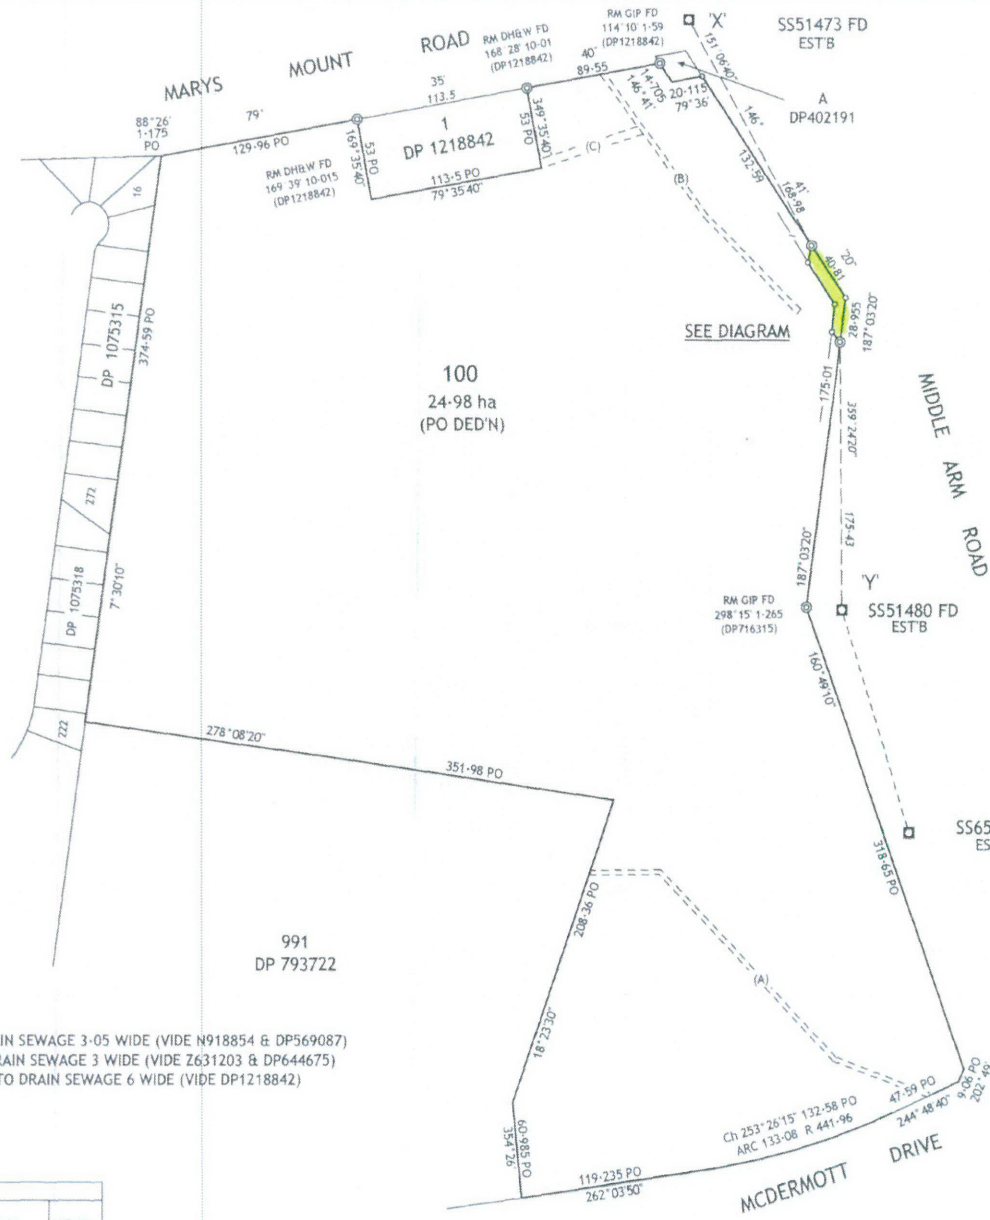 RM GIP FD
114°10' 1·59
(DP1218842)
'X'
SS51473 FD
EST'B
RM DH&W FD
168°28' 10·01
(DP1218842)
MARYS MOUNT ROAD
40"
89·55
14·705
146°41'
20·115
79°36'
151°06'40"
A
DP402191
35'
113.5
88°26'
1·175
PO
79°
129·96 PO
1
DP 1218842
349°35'40"
53 PO
53 PO
169°35'40"
113·5 PO
79°35'40"
RM DH&W FD
169°39' 10·015
(DP1218842)
(C)
(B)
146°
132·59
41'
168·98
20"
40·81
16
DP 1075315
374·59 PO
SEE DIAGRAM
28·955
187°03'20"
175·01
100
24·98 ha
(PO DED'N)
359°24'20"
MIDDLE ARM ROAD
272
175·43
DP 1075318
7°30'10"
187°03'20"
'Y'
SS51480 FD
EST'B
RM GIP FD
298°15' 1·265
(DP716315)
160°49'10"
222
278°08'20"
351·98 PO
SS65
ES
318·65 PO
208·36 PO
991
DP 793722
(A)
18°23'30"
IN SEWAGE 3·05 WIDE (VIDE N918854 & DP569087)
AIN SEWAGE 3 WIDE (VIDE Z631203 & DP644675)
TO DRAIN SEWAGE 6 WIDE (VIDE DP1218842)
47·59 PO
244°48'40"
9·06 PO
202°49'
Ch 253°26'15" 132·58 PO
ARC 133·08 R 441·96
60·985 PO
354°26'
119·235 PO
262°03'50"
MCDERMOTT DRIVE